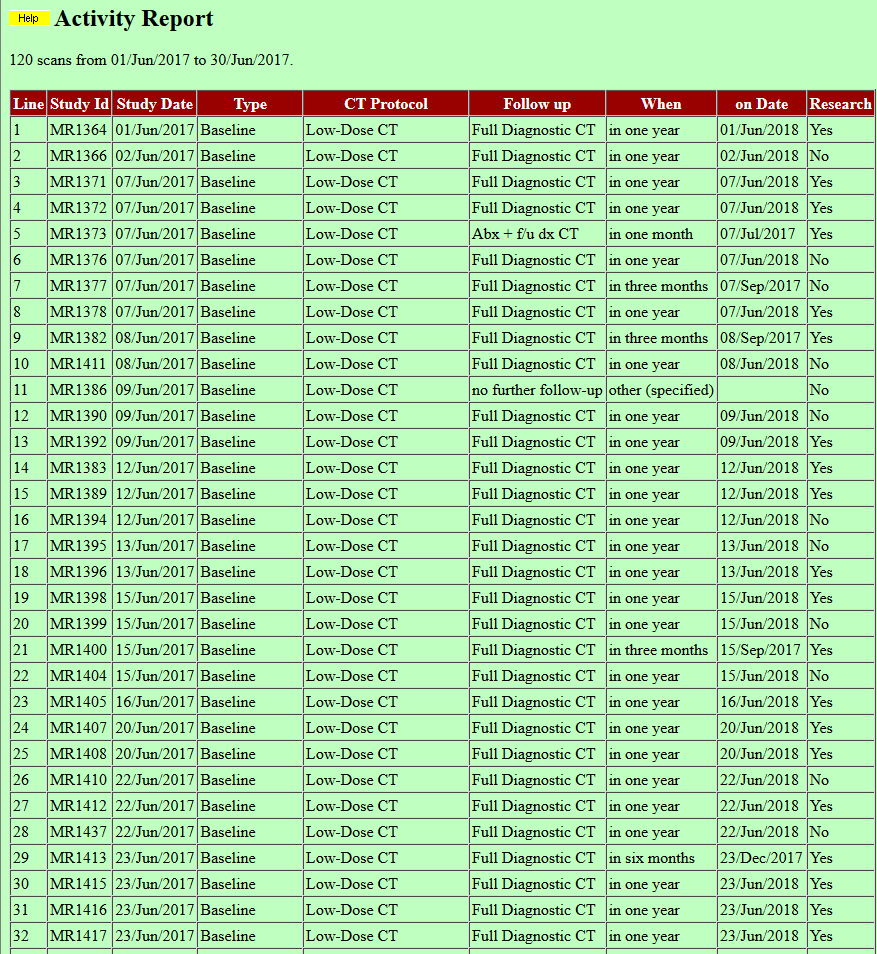 Help Activity Report
120 scans from 01/Jun/2017 to 30/Jun/2017.
Line Study Id Study Date Type CT Protocol Follow up When on Date Research
1 MR1364 01/Jun/2017 Baseline Low-Dose CT Full Diagnostic CT in one year 01/Jun/2018 Yes
2 MR1366 02/Jun/2017 Baseline Low-Dose CT Full Diagnostic CT in one year 02/Jun/2018 No
3 MR1371 07/Jun/2017 Baseline Low-Dose CT Full Diagnostic CT in one year 07/Jun/2018 Yes
4 MR1372 07/Jun/2017 Baseline Low-Dose CT Full Diagnostic CT in one year 07/Jun/2018 Yes
5 MR1373 07/Jun/2017 Baseline Low-Dose CT Abx + f/u dx CT in one month 07/Jul/2017 Yes
6 MR1376 07/Jun/2017 Baseline Low-Dose CT Full Diagnostic CT in one year 07/Jun/2018 No
7 MR1377 07/Jun/2017 Baseline Low-Dose CT Full Diagnostic CT in three months 07/Sep/2017 No
8 MR1378 07/Jun/2017 Baseline Low-Dose CT Full Diagnostic CT in one year 07/Jun/2018 Yes
9 MR1382 08/Jun/2017 Baseline Low-Dose CT Full Diagnostic CT in three months 08/Sep/2017 Yes
10 MR1411 08/Jun/2017 Baseline Low-Dose CT Full Diagnostic CT in one year 08/Jun/2018 No
11 MR1386 09/Jun/2017 Baseline Low-Dose CT no further follow-up other (specified) No
12 MR1390 09/Jun/2017 Baseline Low-Dose CT Full Diagnostic CT in one year 09/Jun/2018 No
13 MR1392 09/Jun/2017 Baseline Low-Dose CT Full Diagnostic CT in one year 09/Jun/2018 Yes
14 MR1383 12/Jun/2017 Baseline Low-Dose CT Full Diagnostic CT in one year 12/Jun/2018 Yes
15 MR1389 12/Jun/2017 Baseline Low-Dose CT Full Diagnostic CT in one year 12/Jun/2018 Yes
16 MR1394 12/Jun/2017 Baseline Low-Dose CT Full Diagnostic CT in one year 12/Jun/2018 No
17 MR1395 13/Jun/2017 Baseline Low-Dose CT Full Diagnostic CT in one year 13/Jun/2018 No
18 MR1396 13/Jun/2017 Baseline Low-Dose CT Full Diagnostic CT in one year 13/Jun/2018 Yes
19 MR1398 15/Jun/2017 Baseline Low-Dose CT Full Diagnostic CT in one year 15/Jun/2018 Yes
20 MR1399 15/Jun/2017 Baseline Low-Dose CT Full Diagnostic CT in one year 15/Jun/2018 No
21 MR1400 15/Jun/2017 Baseline Low-Dose CT Full Diagnostic CT in three months 15/Sep/2017 Yes
22 MR1404 15/Jun/2017 Baseline Low-Dose CT Full Diagnostic CT in one year 15/Jun/2018 No
23 MR1405 16/Jun/2017 Baseline Low-Dose CT Full Diagnostic CT in one year 16/Jun/2018 Yes
24 MR1407 20/Jun/2017 Baseline Low-Dose CT Full Diagnostic CT in one year 20/Jun/2018 Yes
25 MR1408 20/Jun/2017 Baseline Low-Dose CT Full Diagnostic CT in one year 20/Jun/2018 Yes
26 MR1410 22/Jun/2017 Baseline Low-Dose CT Full Diagnostic CT in one year 22/Jun/2018 No
27 MR1412 22/Jun/2017 Baseline Low-Dose CT Full Diagnostic CT in one year 22/Jun/2018 Yes
28 MR1437 22/Jun/2017 Baseline Low-Dose CT Full Diagnostic CT in one year 22/Jun/2018 No
29 MR1413 23/Jun/2017 Baseline Low-Dose CT Full Diagnostic CT in six months 23/Dec/2017 Yes
30 MR1415 23/Jun/2017 Baseline Low-Dose CT Full Diagnostic CT in one year 23/Jun/2018 Yes
31 MR1416 23/Jun/2017 Baseline Low-Dose CT Full Diagnostic CT in one year 23/Jun/2018 Yes
32 MR1417 23/Jun/2017 Baseline Low-Dose CT Full Diagnostic CT in one year 23/Jun/2018 Yes